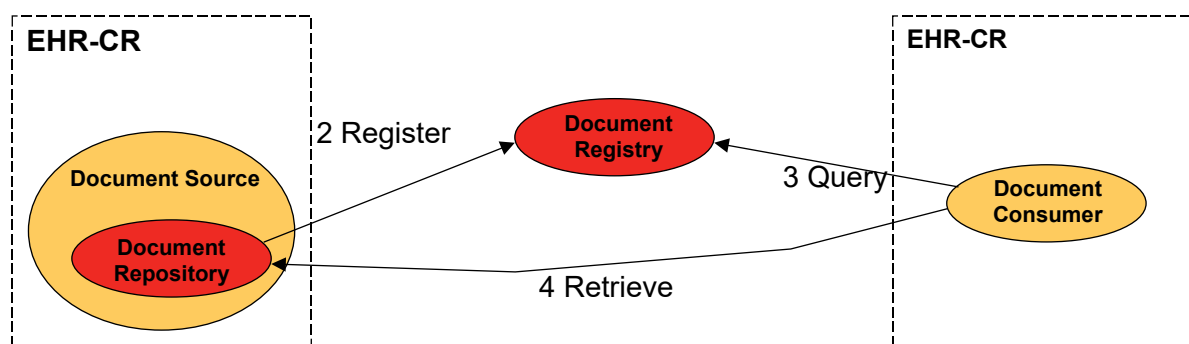 EHR-CR
EHR-CR
2 Register
Document
Registry
3 Query
Document Source
Document
Repository
Document
Consumer
4 Retrieve